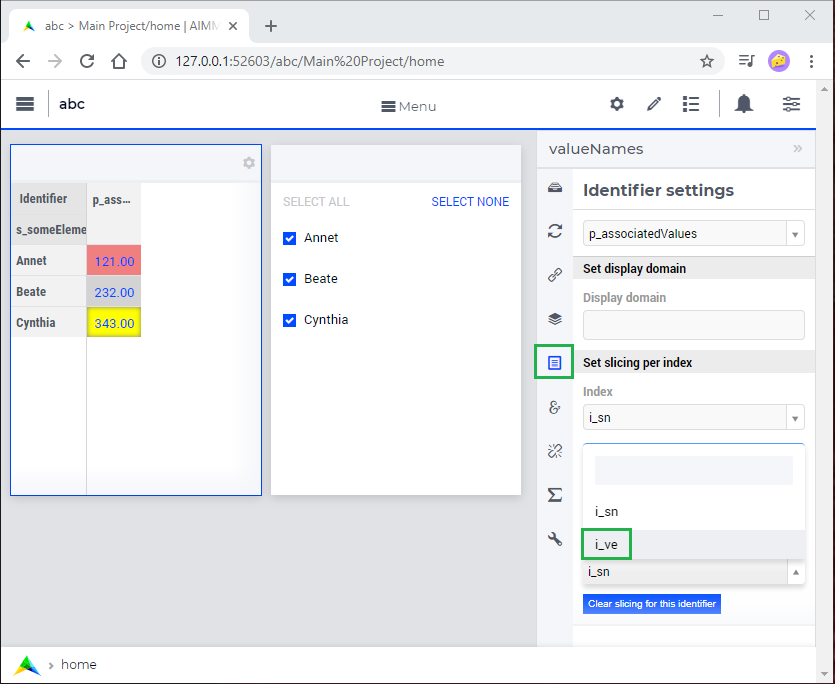 abc > Main Project/home | AIMM
127.0.0.1:52603/abc/Main%20Project/home
abc
Menu
valueNames
Identifier p_ass...
s_someEleme
Annet 121.00
Beate 232.00
Cynthia 343.00
SELECT ALL SELECT NONE
Annet
Beate
Cynthia
Identifier settings
p_associatedValues
Set display domain
Display domain
Set slicing per index
Index
i_sn
i_sn
i_ve
i_sn
Clear slicing for this identifier
home